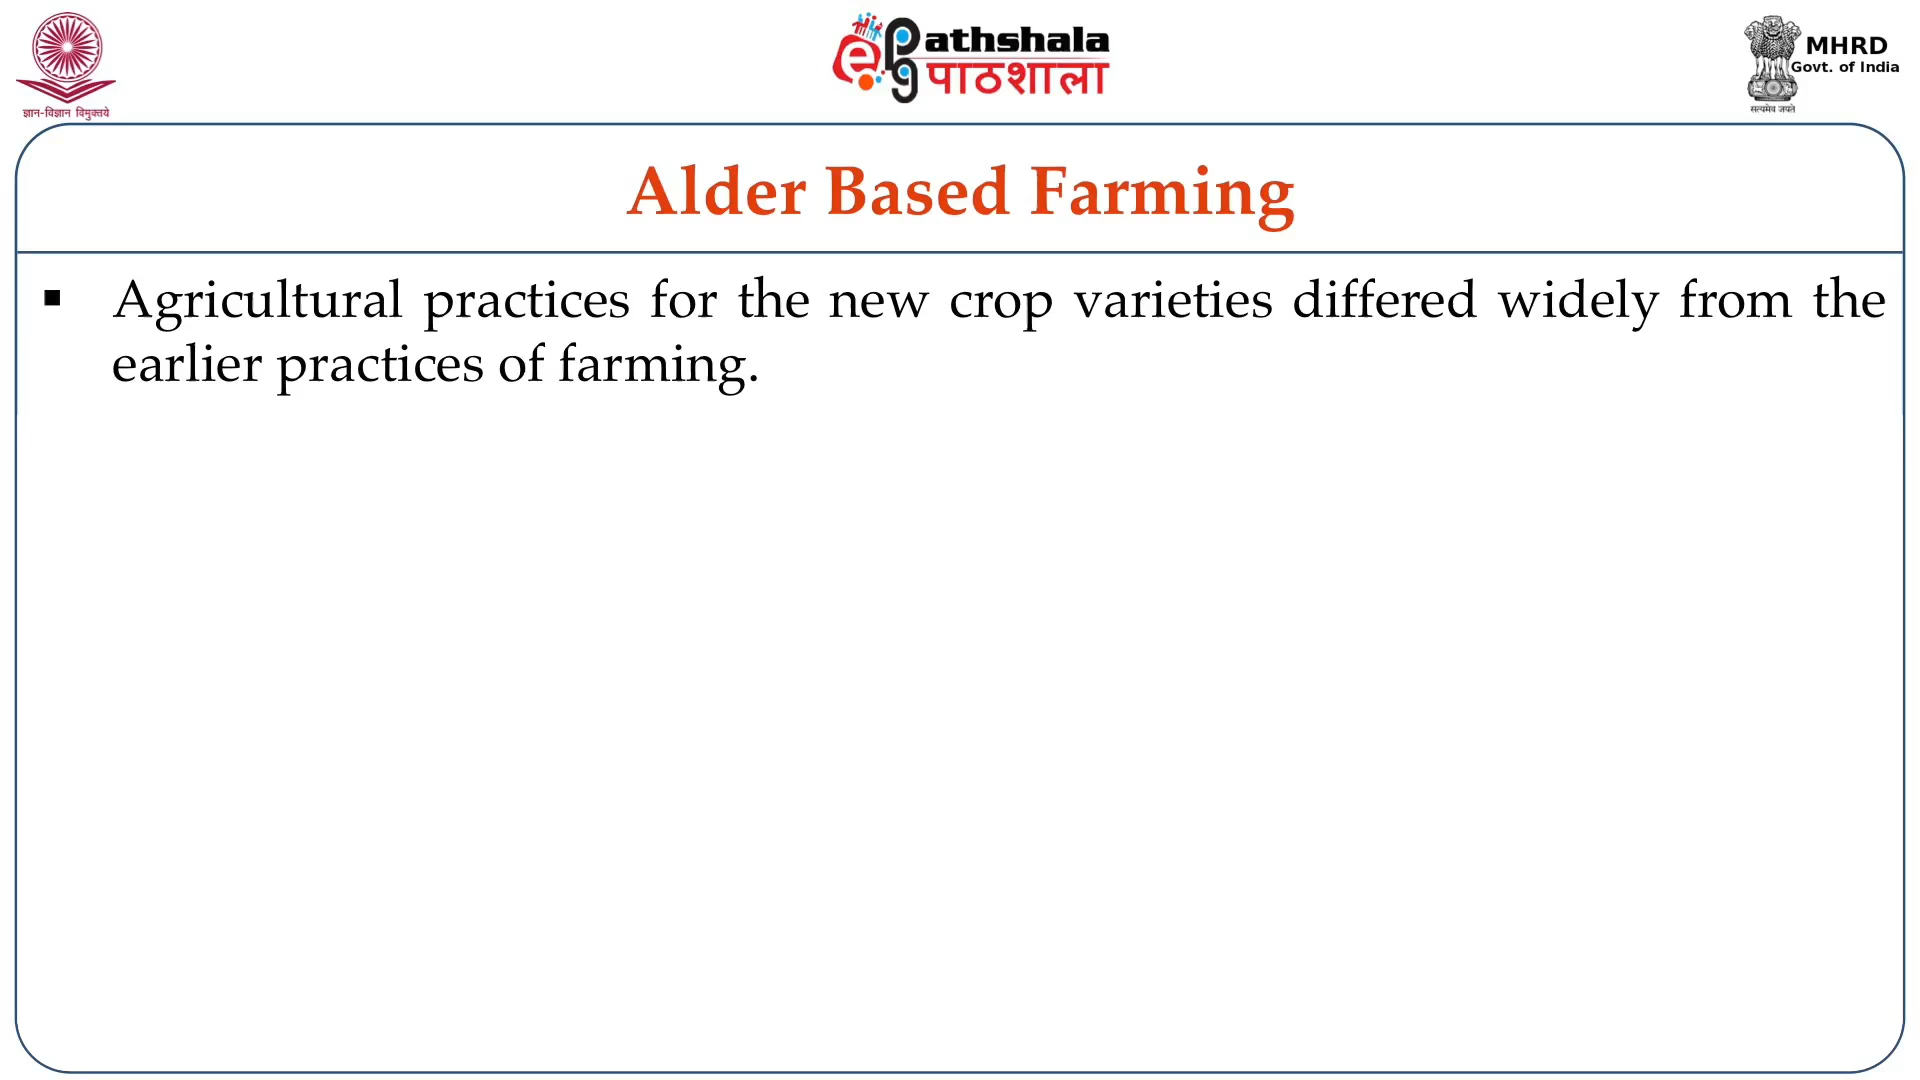 ज्ञान-विज्ञान विमुक्तये
e pg Pathshala
पाठशाला
MHRD
Govt. of India
सत्यमेव जयते
Alder Based Farming
▪ Agricultural practices for the new crop varieties differed widely from the
earlier practices of farming.